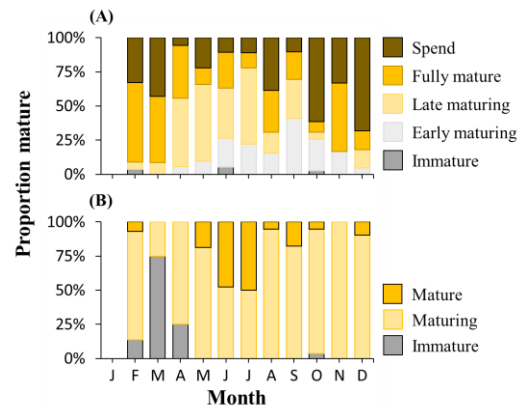 (A)
100%
75%
50%
25%
0%
Spend
Fully mature
Late maturing
Early maturing
Immature
Proportion mature
(B)
100%
75%
50%
25%
0%
Mature
Maturing
Immature
J F M A M J J A S O N D
Month